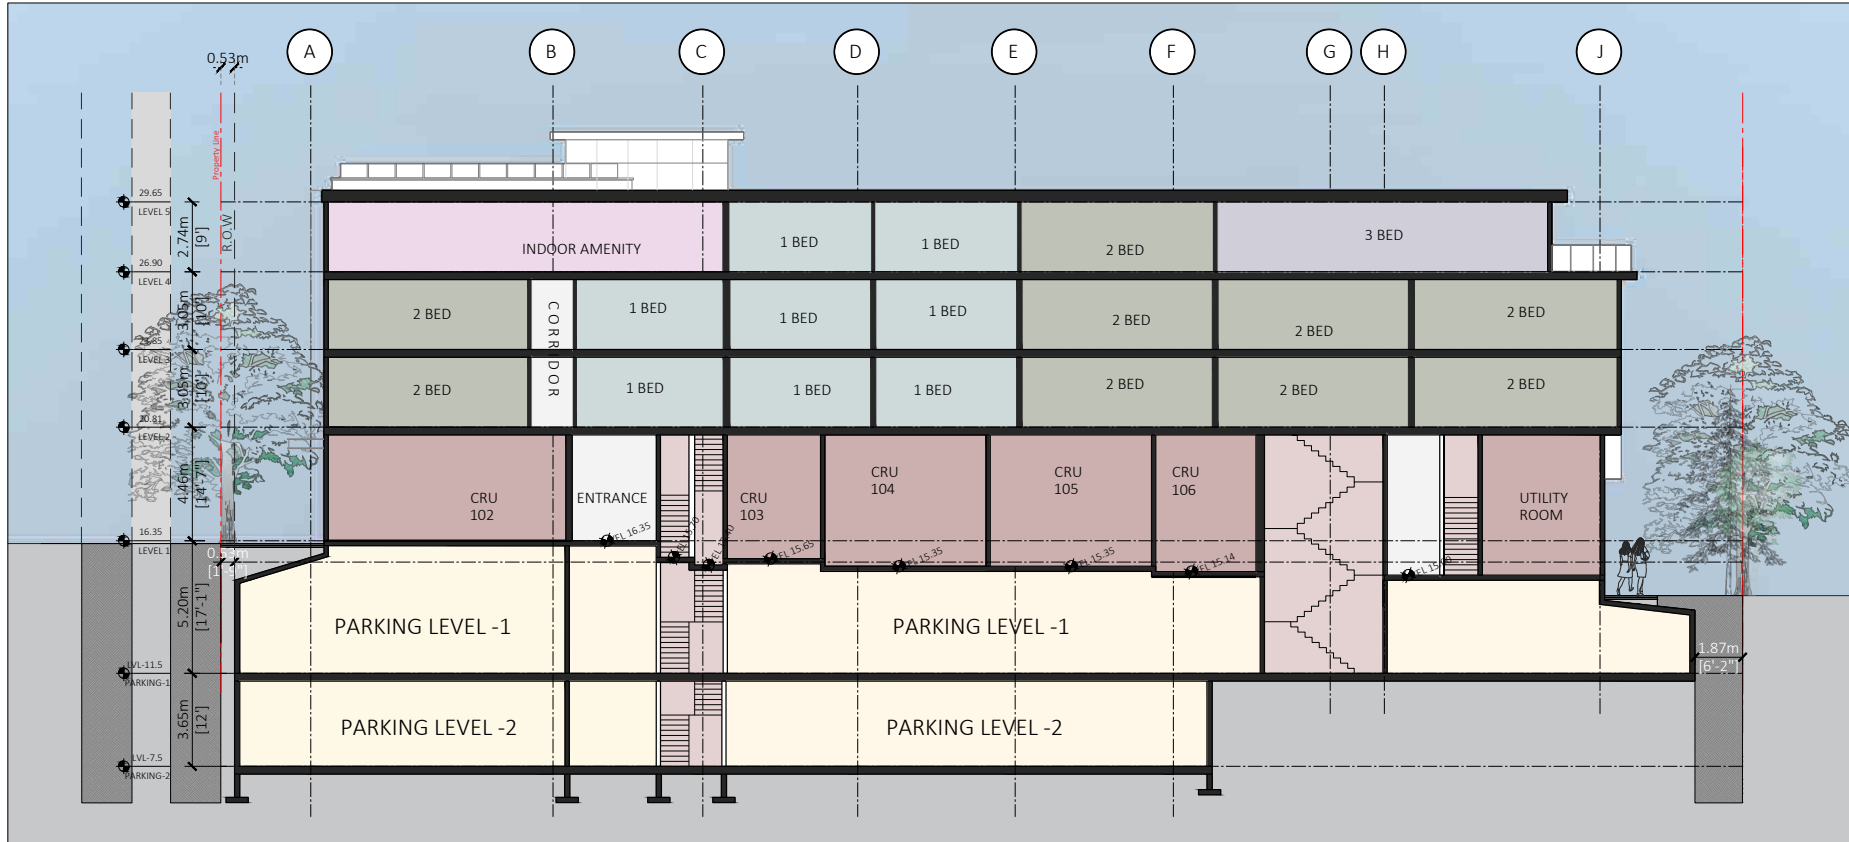 A
B
C
D
E
F
G
H
J
0.53m
Property Line
R.O.W
29.65
LEVEL 5
2.74m
[9']
26.90
LEVEL 4
3.05m
[10']
23.85
LEVEL 3
3.05m
[10']
20.81
LEVEL 2
4.46m
[14'-7"]
16.35
LEVEL 1
0.53m
[1'-9"]
5.20m
[17'-1"]
LVL-11.5
PARKING-1
3.65m
[12']
LVL-7.5
PARKING-2
INDOOR AMENITY
1 BED
1 BED
2 BED
3 BED
2 BED
CORRIDOR
1 BED
1 BED
1 BED
2 BED
2 BED
2 BED
2 BED
1 BED
1 BED
1 BED
2 BED
2 BED
2 BED
CRU
102
ENTRANCE
CRU
103
CRU
104
CRU
105
CRU
106
UTILITY
ROOM
EL 16.35
EL 15.65
EL 15.35
EL 15.35
EL 15.14
PARKING LEVEL -1
PARKING LEVEL -1
1.87m
[6'-2"]
PARKING LEVEL -2
PARKING LEVEL -2